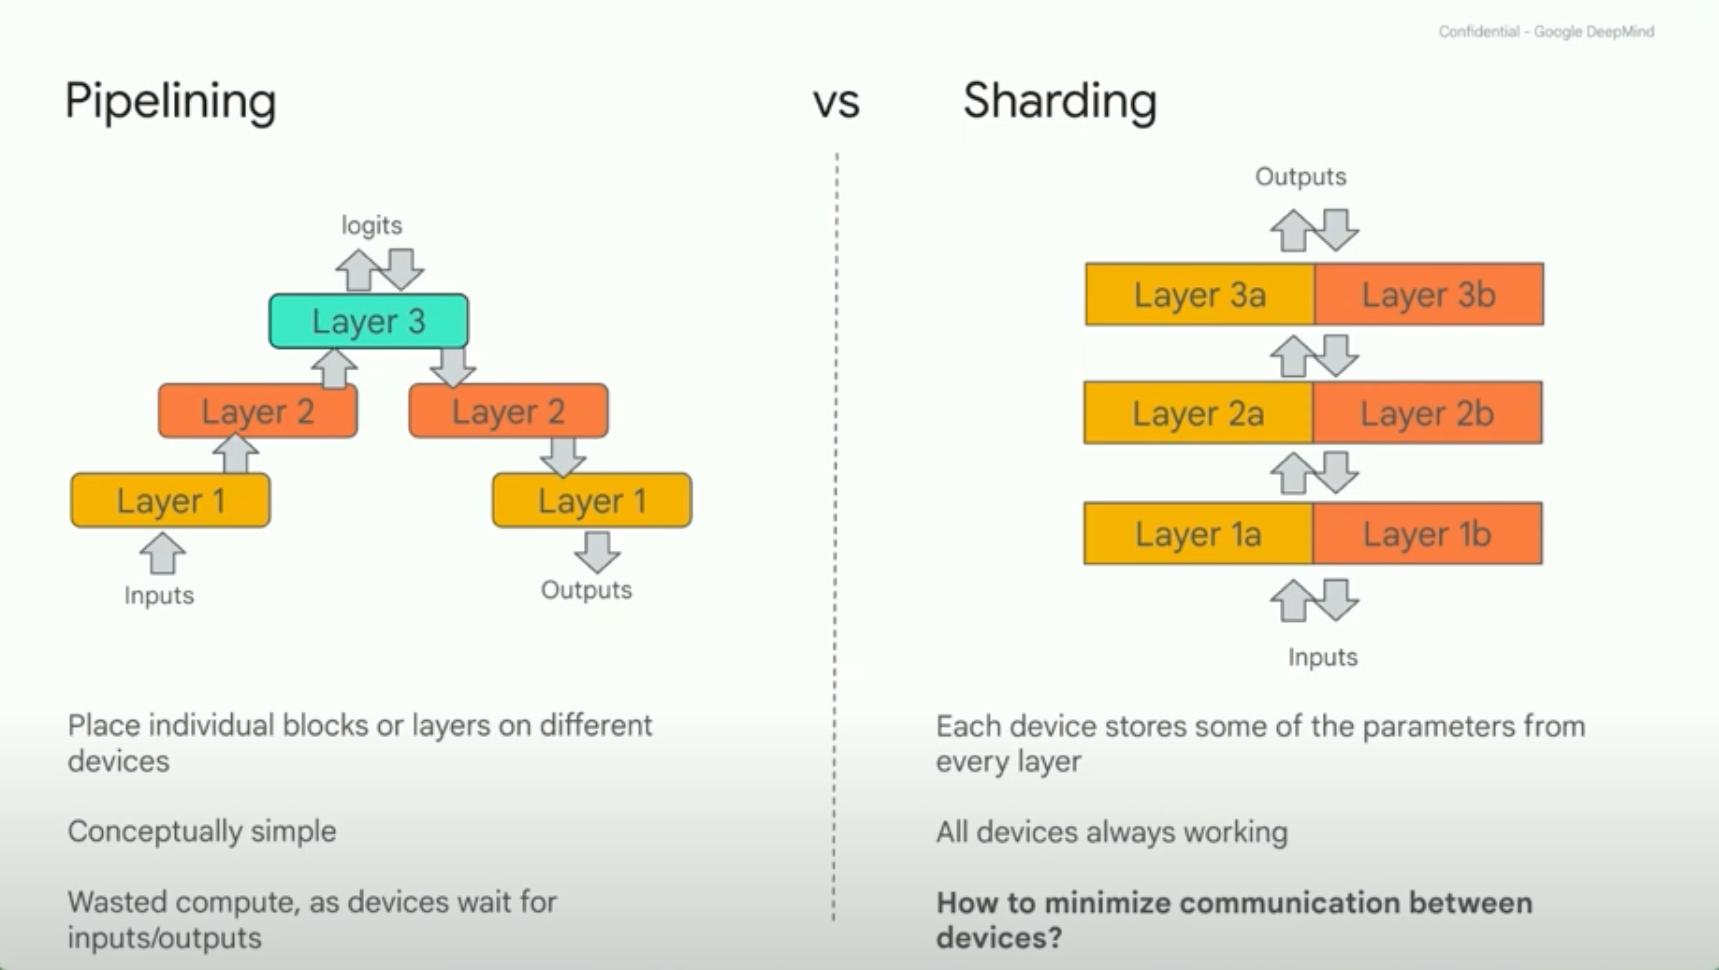 Confidential - Google DeepMind
Pipelining
vs
Sharding
logits
Layer 3
Layer 2
Layer 2
Layer 1
Layer 1
Inputs
Outputs
Place individual blocks or layers on different
devices
Conceptually simple
Wasted compute, as devices wait for
inputs/outputs
Outputs
Layer 3a
Layer 3b
Layer 2a
Layer 2b
Layer 1a
Layer 1b
Inputs
Each device stores some of the parameters from
every layer
All devices always working
How to minimize communication between
devices?